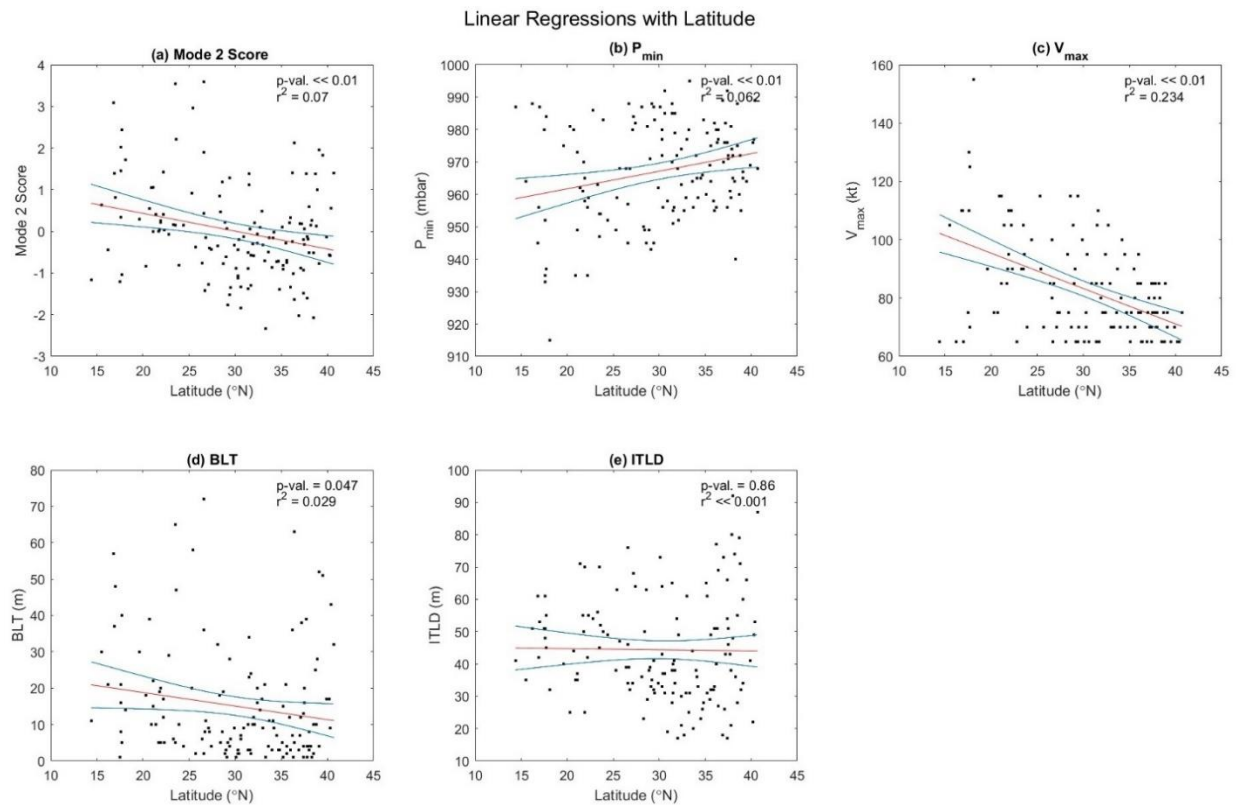 Linear Regressions with Latitude
(a) Mode 2 Score
p-val. << 0.01
r² = 0.07
4
3
2
1
0
-1
-2
-3
Mode 2 Score
10 15 20 25 30 35 40 45
Latitude (°N)
(b) P_min
p-val. << 0.01
r² = 0.062
1000
990
980
970
960
950
940
930
920
910
P_min (mbar)
10 15 20 25 30 35 40 45
Latitude (°N)
(c) V_max
p-val. << 0.01
r² = 0.234
160
140
120
100
80
60
V_max (kt)
10 15 20 25 30 35 40 45
Latitude (°N)
(d) BLT
p-val. = 0.047
r² = 0.029
80
70
60
50
40
30
20
10
0
BLT (m)
10 15 20 25 30 35 40 45
Latitude (°N)
(e) ITLD
p-val. = 0.86
r² << 0.001
100
90
80
70
60
50
40
30
20
10
ITLD (m)
10 15 20 25 30 35 40 45
Latitude (°N)